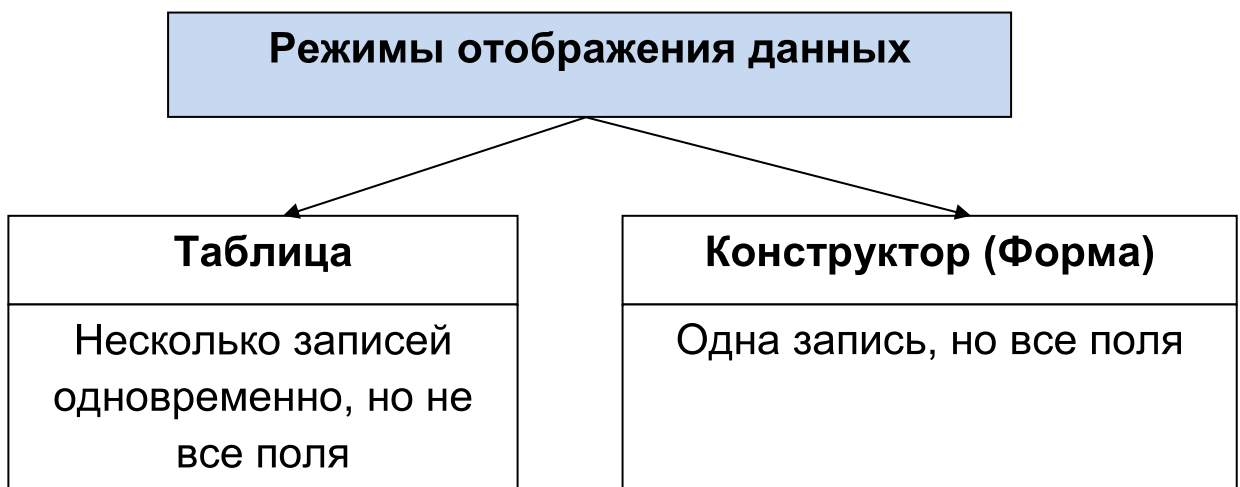 Режимы отображения данных
Таблица
Несколько записей
одновременно, но не
все поля
Конструктор (Форма)
Одна запись, но все поля